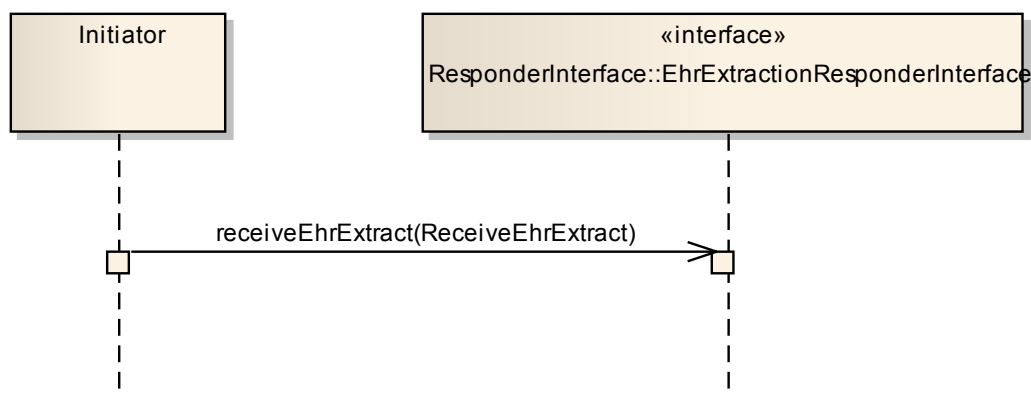 Initiator
«interface»
ResponderInterface::EhrExtractionResponderInterface
receiveEhrExtract(ReceiveEhrExtract)